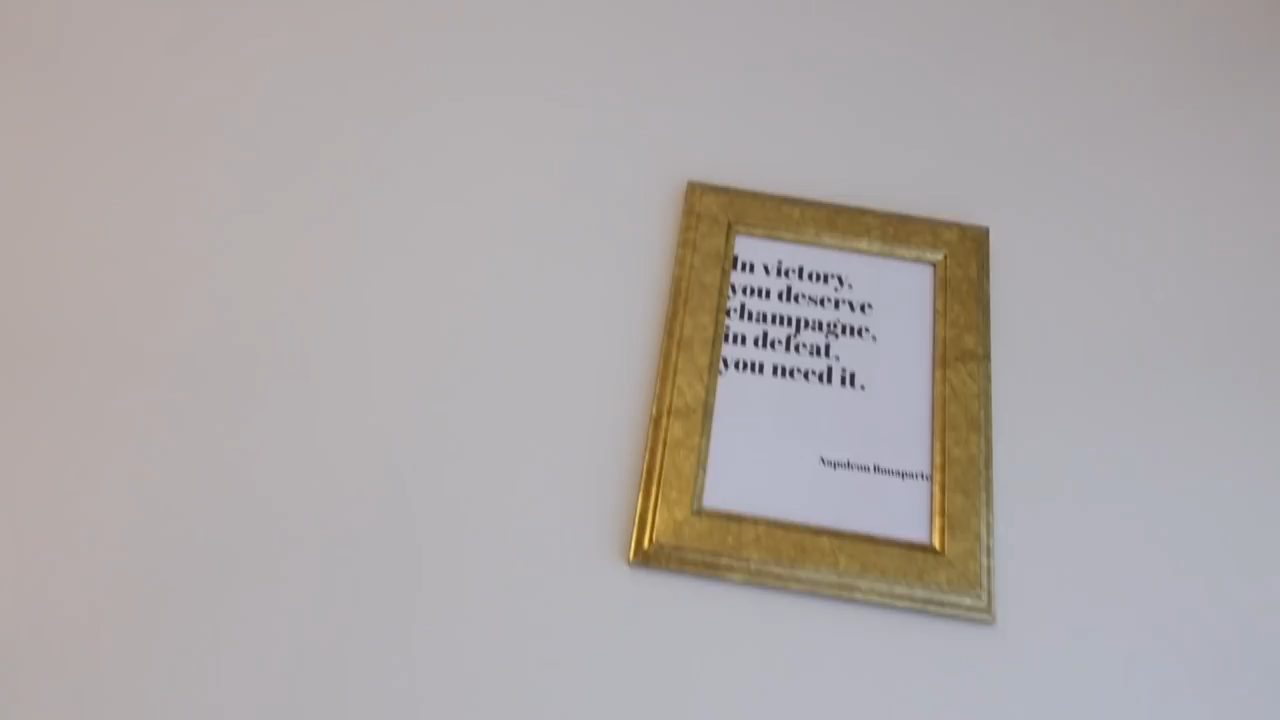 In victory,
you deserve
champagne,
in defeat,
you need it.
Napoleon Bonaparte